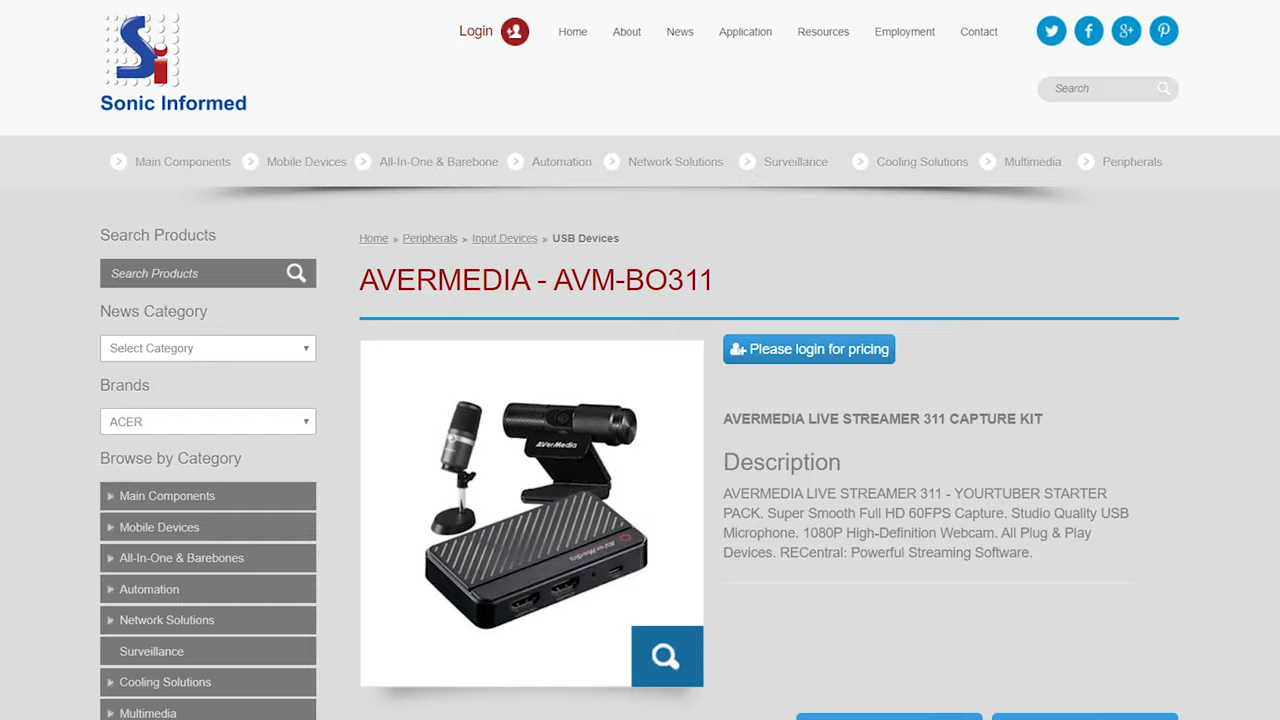 Login
Home
About
News
Application
Resources
Employment
Contact
Search
Sonic Informed
Main Components
Mobile Devices
All-In-One & Barebone
Automation
Network Solutions
Surveillance
Cooling Solutions
Multimedia
Peripherals
Search Products
Search Products
News Category
Select Category
Brands
ACER
Browse by Category
Main Components
Mobile Devices
All-In-One & Barebones
Automation
Network Solutions
Surveillance
Cooling Solutions
Multimedia
Home » Peripherals » Input Devices » USB Devices
AVERMEDIA - AVM-BO311
AVerMedia
AVerMedia
Please login for pricing
AVERMEDIA LIVE STREAMER 311 CAPTURE KIT
Description
AVERMEDIA LIVE STREAMER 311 - YOURTUBER STARTER
PACK. Super Smooth Full HD 60FPS Capture. Studio Quality USB
Microphone. 1080P High-Definition Webcam. All Plug & Play
Devices. RECentral: Powerful Streaming Software.